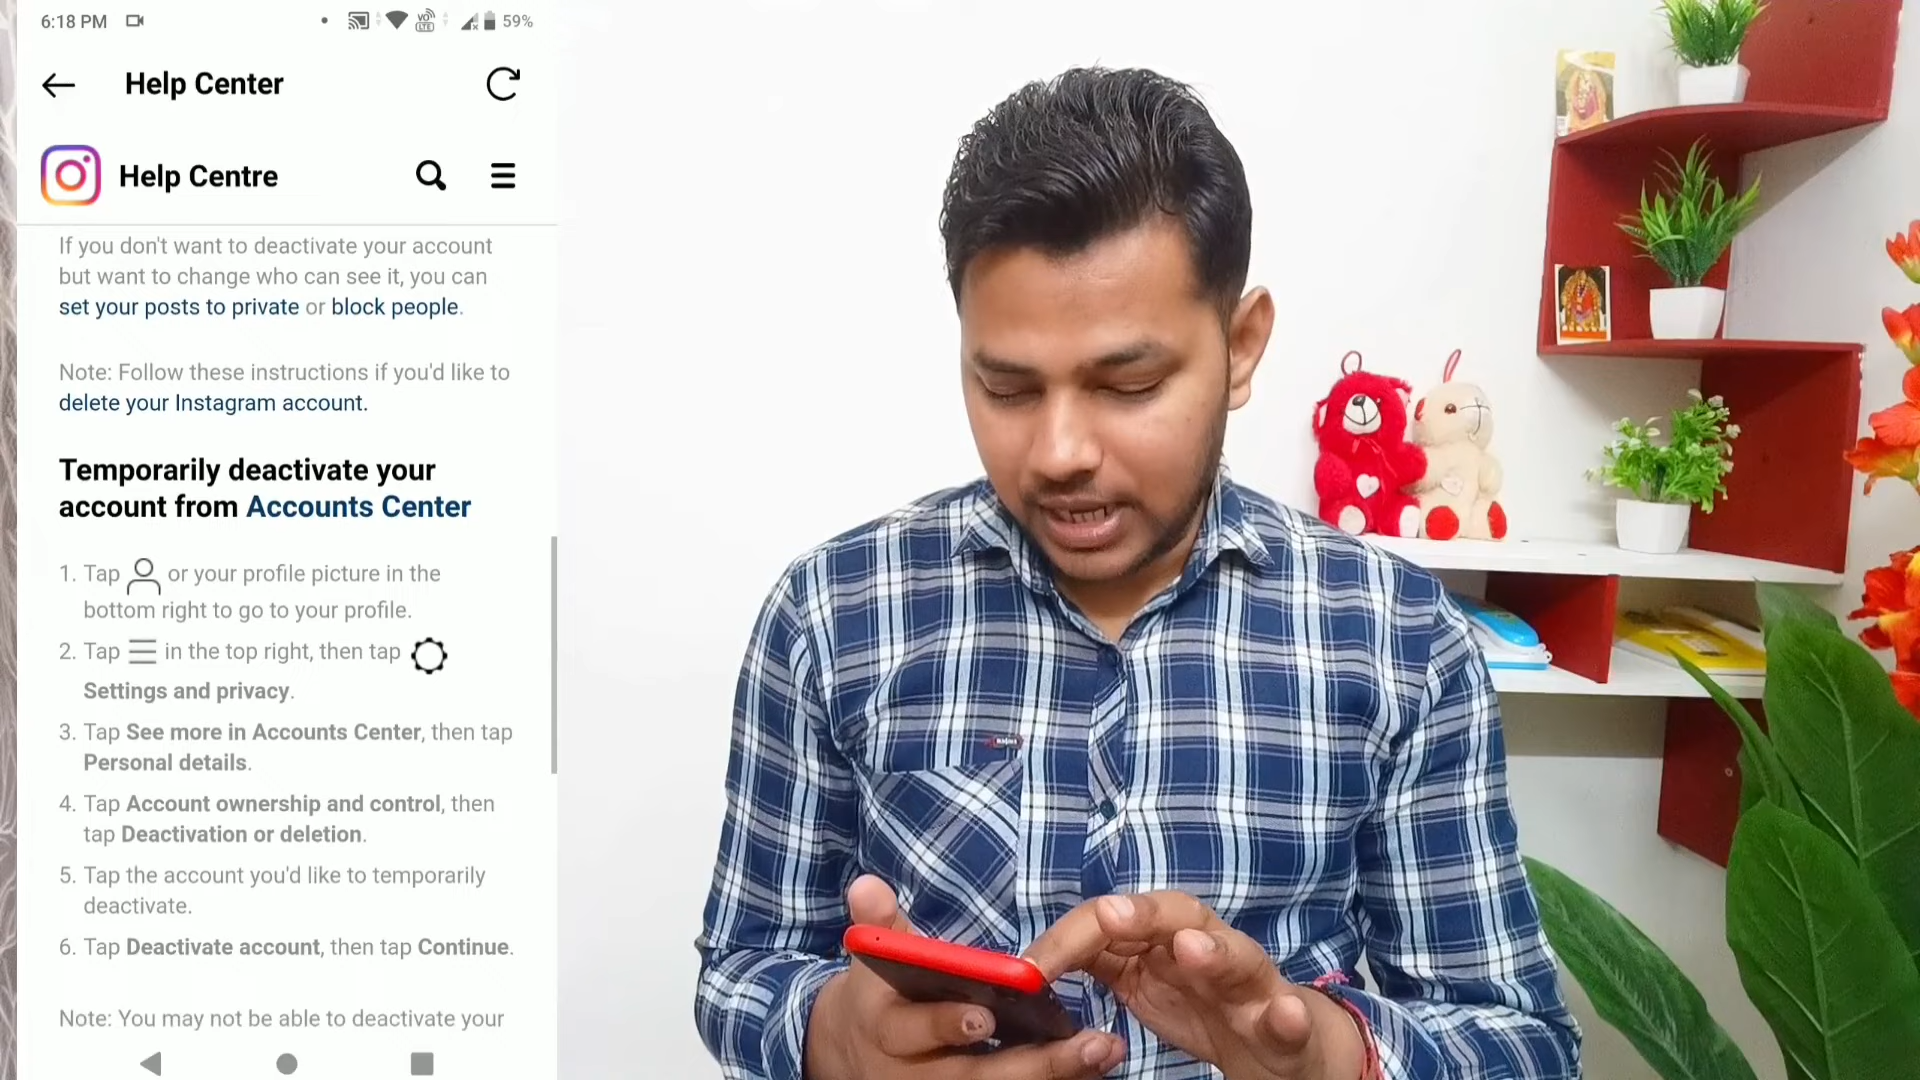 6:18 PM
59%
Help Center
Help Centre
If you don't want to deactivate your account
but want to change who can see it, you can
set your posts to private or block people.
Note: Follow these instructions if you'd like to
delete your Instagram account.
Temporarily deactivate your
account from Accounts Center
1. Tap or your profile picture in the
bottom right to go to your profile.
2. Tap in the top right, then tap
Settings and privacy.
3. Tap See more in Accounts Center, then tap
Personal details.
4. Tap Account ownership and control, then
tap Deactivation or deletion.
5. Tap the account you'd like to temporarily
deactivate.
6. Tap Deactivate account, then tap Continue.
Note: You may not be able to deactivate your